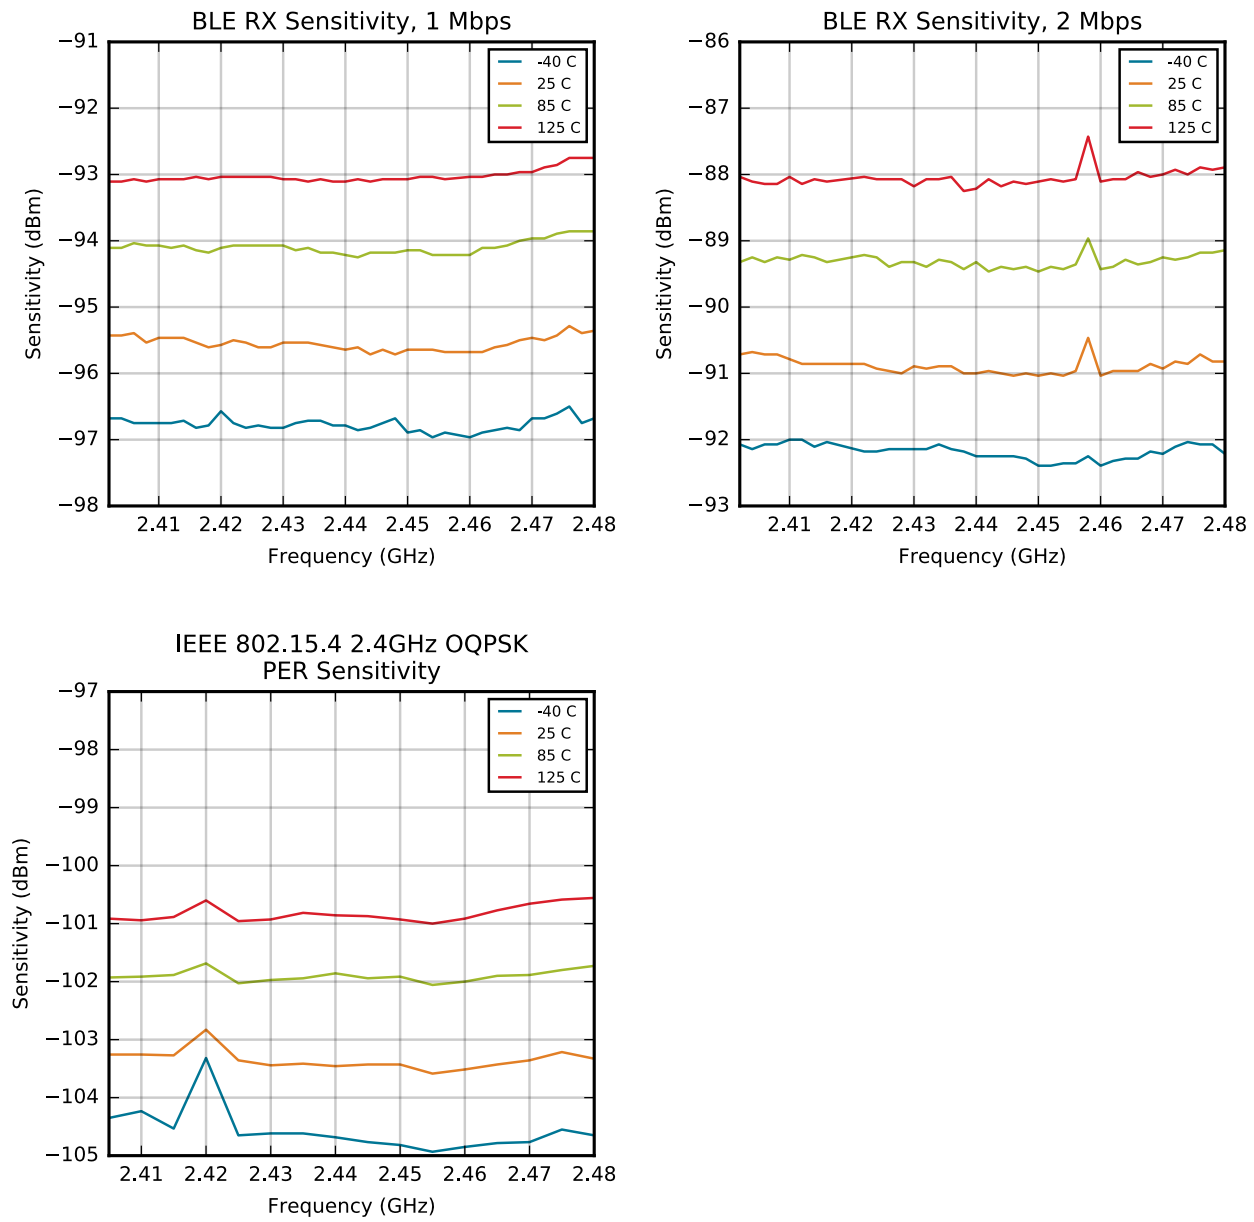 BLE RX Sensitivity, 1 Mbps
−91
−92
−93
−94
−95
−96
−97
−98
Sensitivity (dBm)
-40 C
25 C
85 C
125 C
2.41 2.42 2.43 2.44 2.45 2.46 2.47 2.48
Frequency (GHz)
BLE RX Sensitivity, 2 Mbps
−86
−87
−88
−89
−90
−91
−92
−93
Sensitivity (dBm)
-40 C
25 C
85 C
125 C
2.41 2.42 2.43 2.44 2.45 2.46 2.47 2.48
Frequency (GHz)
IEEE 802.15.4 2.4GHz OQPSK
PER Sensitivity
−97
−98
−99
−100
−101
−102
−103
−104
−105
Sensitivity (dBm)
-40 C
25 C
85 C
125 C
2.41 2.42 2.43 2.44 2.45 2.46 2.47 2.48
Frequency (GHz)